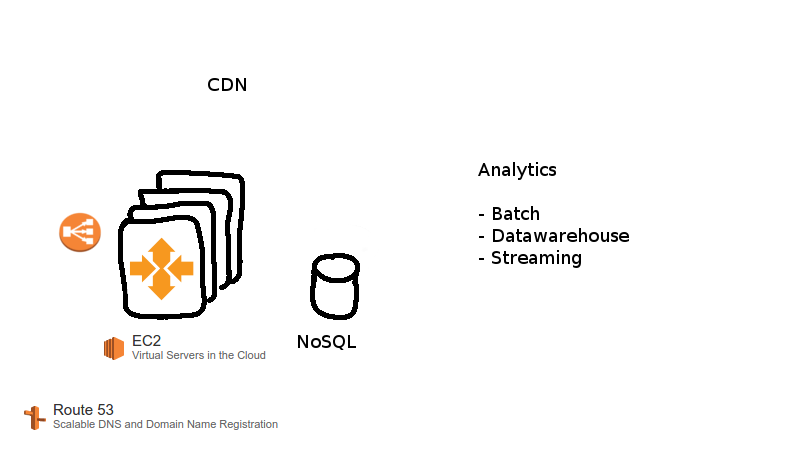 CDN
Analytics
- Batch
- Datawarehouse
- Streaming
EC2
Virtual Servers in the Cloud
NoSQL
Route 53
Scalable DNS and Domain Name Registration